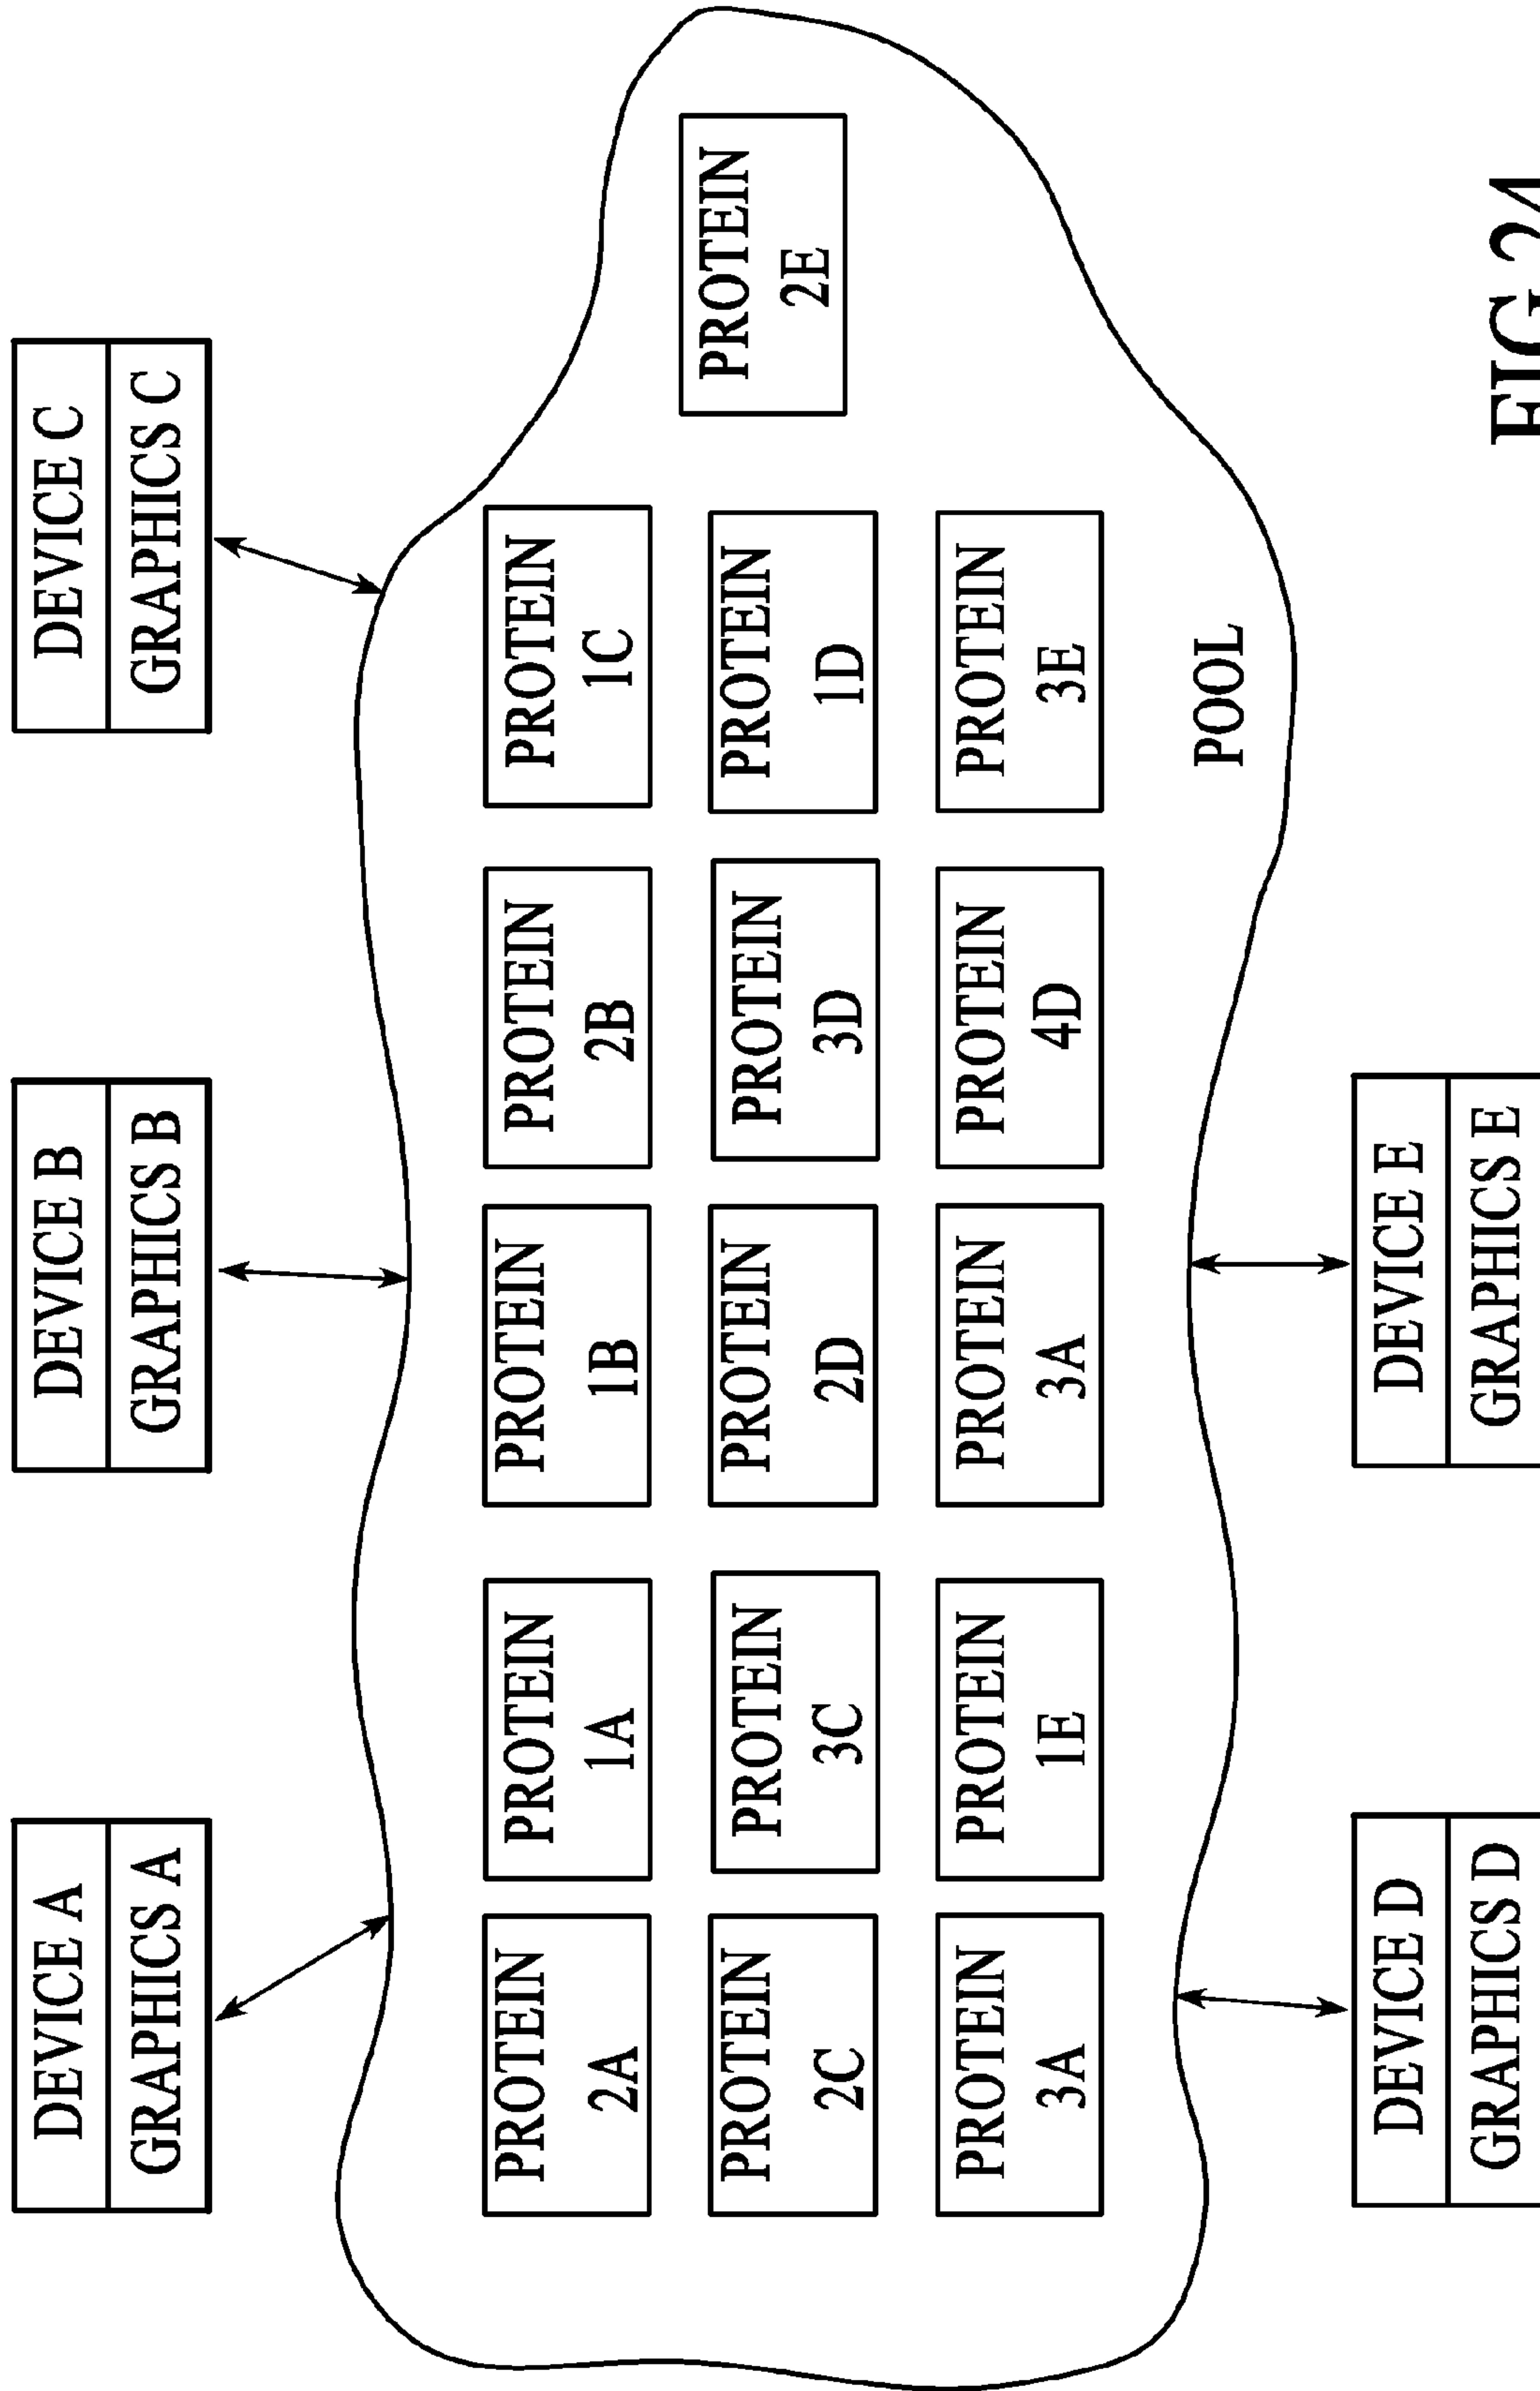 DEVICE A
GRAPHICS A
DEVICE B
GRAPHICS B
DEVICE C
GRAPHICS C
PROTEIN
2A
PROTEIN
1A
PROTEIN
1B
PROTEIN
2B
PROTEIN
1C
PROTEIN
2E
PROTEIN
2C
PROTEIN
3C
PROTEIN
2D
PROTEIN
3D
PROTEIN
1D
PROTEIN
3A
PROTEIN
1E
PROTEIN
3A
PROTEIN
4D
PROTEIN
3E
POOL
DEVICE D
GRAPHICS D
DEVICE E
GRAPHICS E
FIG.24